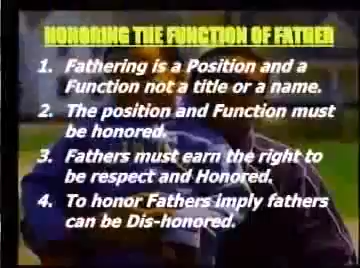 HONORING THE FUNCTION OF FATHER
1. Fathering is a Position and a
Function not a title or a name.
2. The position and Function must
be honored.
3. Fathers must earn the right to
be respect and Honored.
4. To honor Fathers imply fathers
can be Dis-honored.